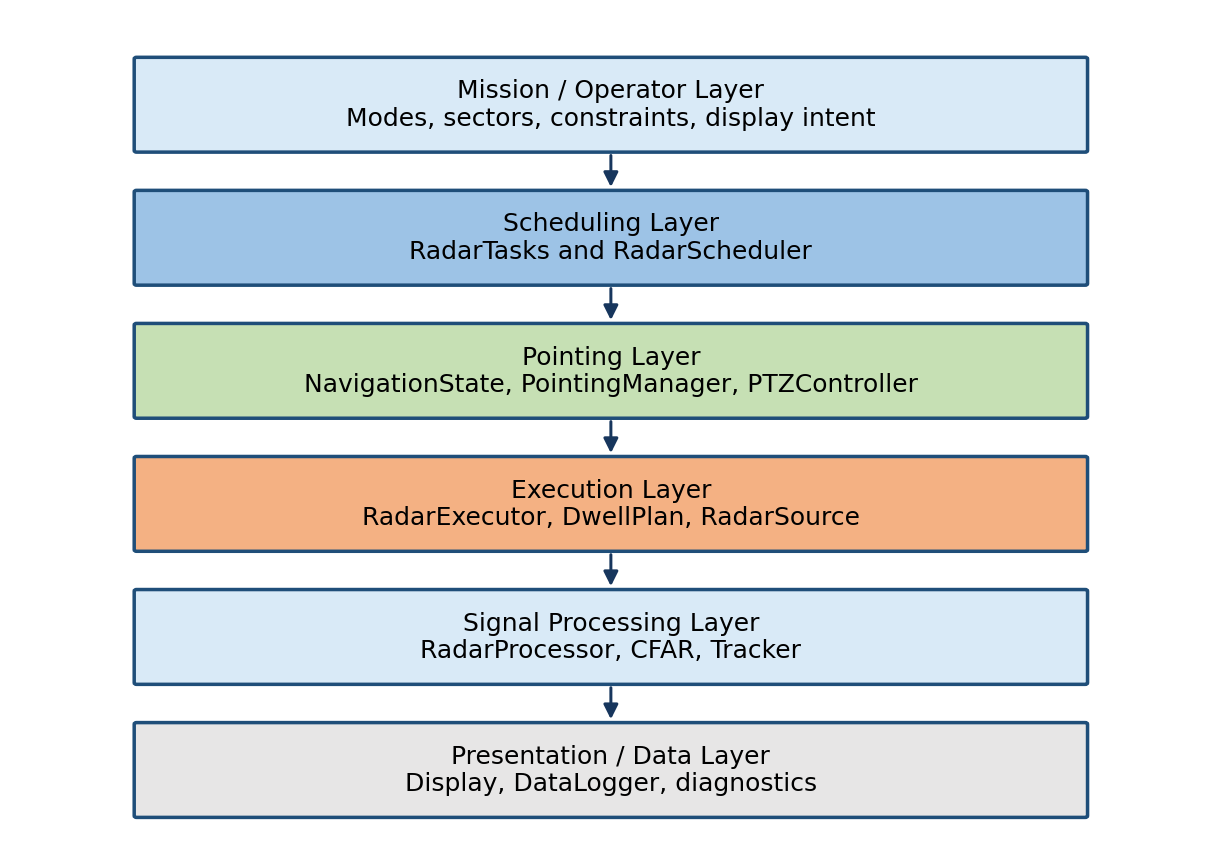 Mission / Operator Layer
Modes, sectors, constraints, display intent
Scheduling Layer
RadarTasks and RadarScheduler
Pointing Layer
NavigationState, PointingManager, PTZController
Execution Layer
RadarExecutor, DwellPlan, RadarSource
Signal Processing Layer
RadarProcessor, CFAR, Tracker
Presentation / Data Layer
Display, DataLogger, diagnostics